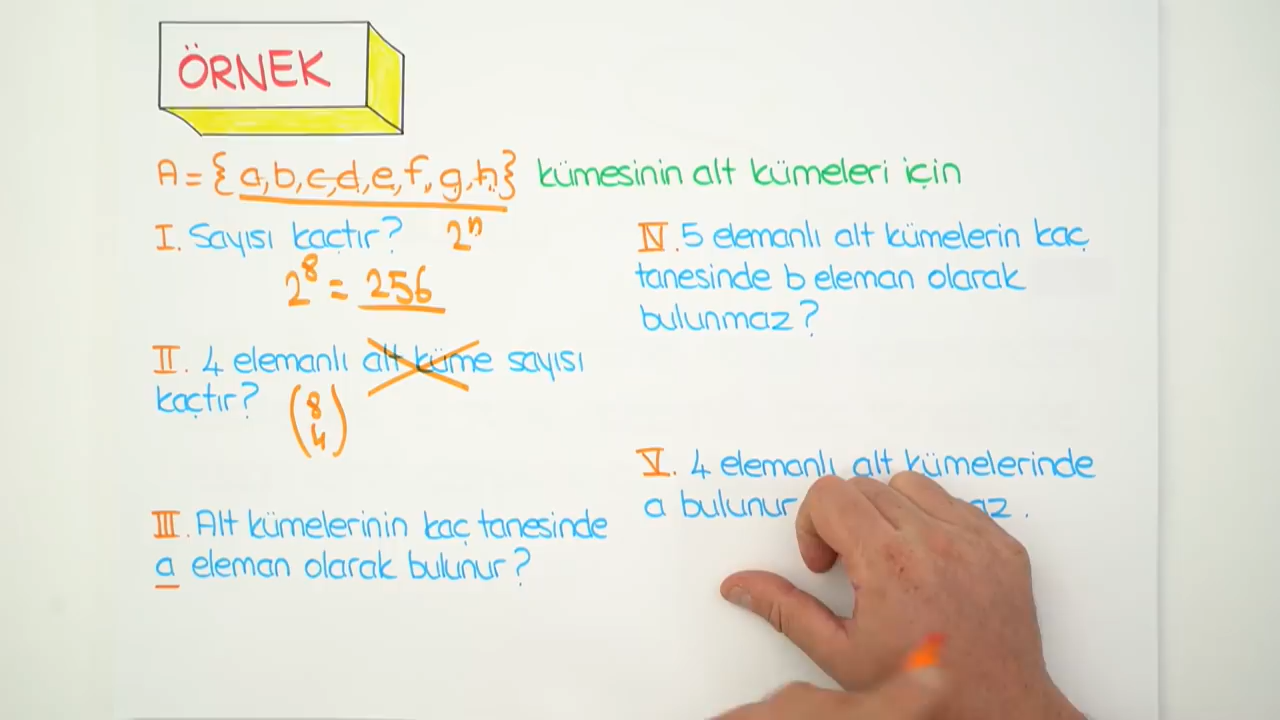 ÖRNEK
A = {a,b,c,d,e,f,g,h} kümesinin alt kümeleri için
I. Sayısı kaçtır? 2ⁿ
2⁸ = 256
II. 4 elemanlı alt küme sayısı
kaçtır? (8 4)
III. Alt kümelerinin kaç tanesinde
a eleman olarak bulunur?
IV. 5 elemanlı alt kümelerin kaç
tanesinde b eleman olarak
bulunmaz?
V. 4 elemanlı alt kümelerinde
a bulunur